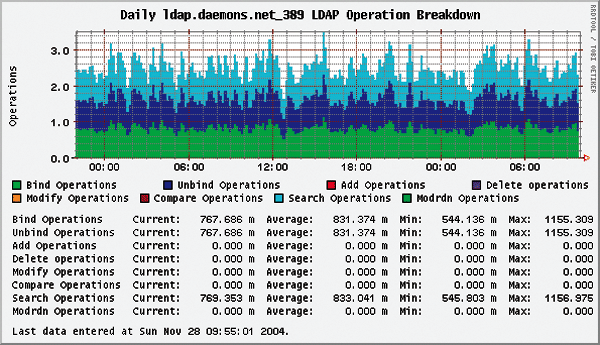 Daily ldap.daemons.net_389 LDAP Operation Breakdown
RRDTOOL / TOBI OETIKER
Operations
3.0
2.0
1.0
0.0
00:00 06:00 12:00 18:00 00:00 06:00
Bind Operations Unbind Operations Add Operations Delete operations
Modify Operations Compare Operations Search Operations Modrdn Operations
Bind Operations Current: 767.686 m Average: 831.374 m Min: 544.136 m Max: 1155.309
Unbind Operations Current: 767.686 m Average: 831.374 m Min: 544.136 m Max: 1155.309
Add Operations Current: 0.000 m Average: 0.000 m Min: 0.000 m Max: 0.000
Delete operations Current: 0.000 m Average: 0.000 m Min: 0.000 m Max: 0.000
Modify Operations Current: 0.000 m Average: 0.000 m Min: 0.000 m Max: 0.000
Compare Operations Current: 0.000 m Average: 0.000 m Min: 0.000 m Max: 0.000
Search Operations Current: 769.353 m Average: 833.041 m Min: 545.803 m Max: 1156.975
Modrdn Operations Current: 0.000 m Average: 0.000 m Min: 0.000 m Max: 0.000
Last data entered at Sun Nov 28 09:55:01 2004.